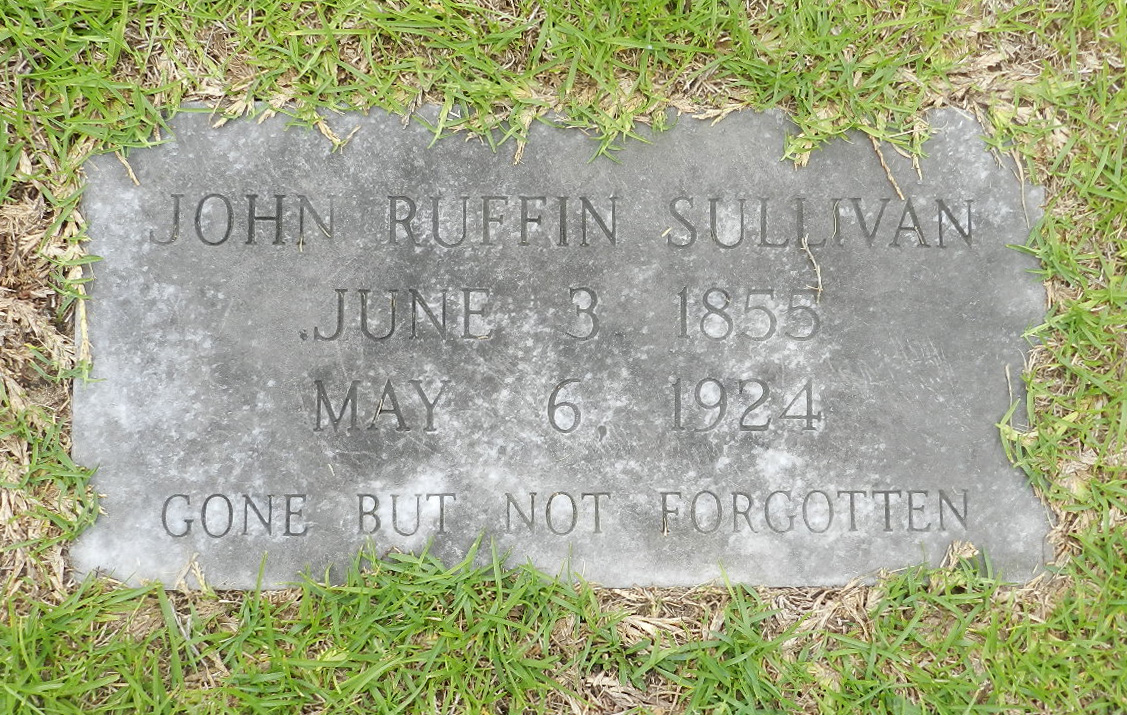 JOHN RUFFIN SULLIVAN
JUNE 3, 1855
MAY 6, 1924
GONE BUT NOT FORGOTTEN